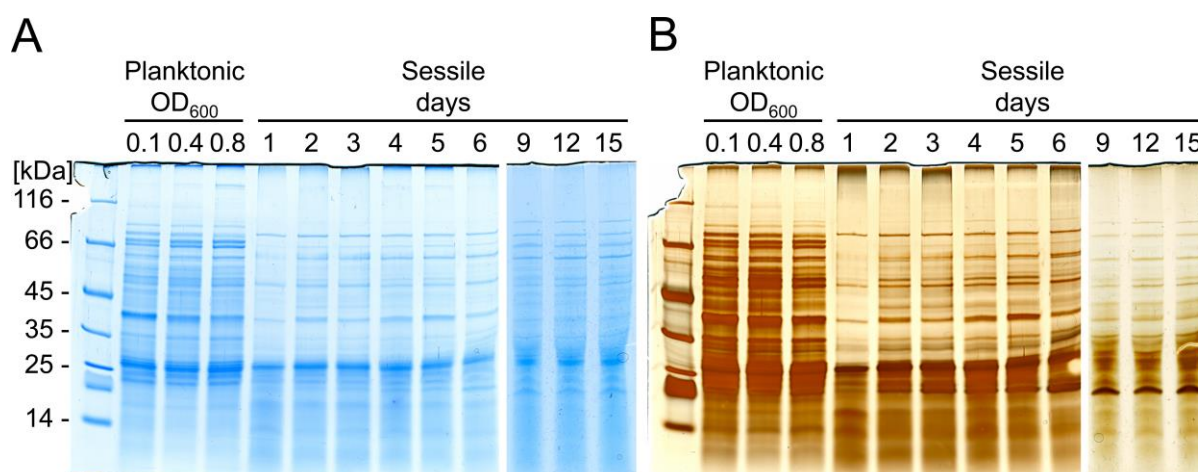 A
Planktonic
OD₆₀₀
Sessile
days
0.1 0.4 0.8 1 2 3 4 5 6 9 12 15
[kDa]
116 -
66 -
45 -
35 -
25 -
14 -
B
Planktonic
OD₆₀₀
Sessile
days
0.1 0.4 0.8 1 2 3 4 5 6 9 12 15